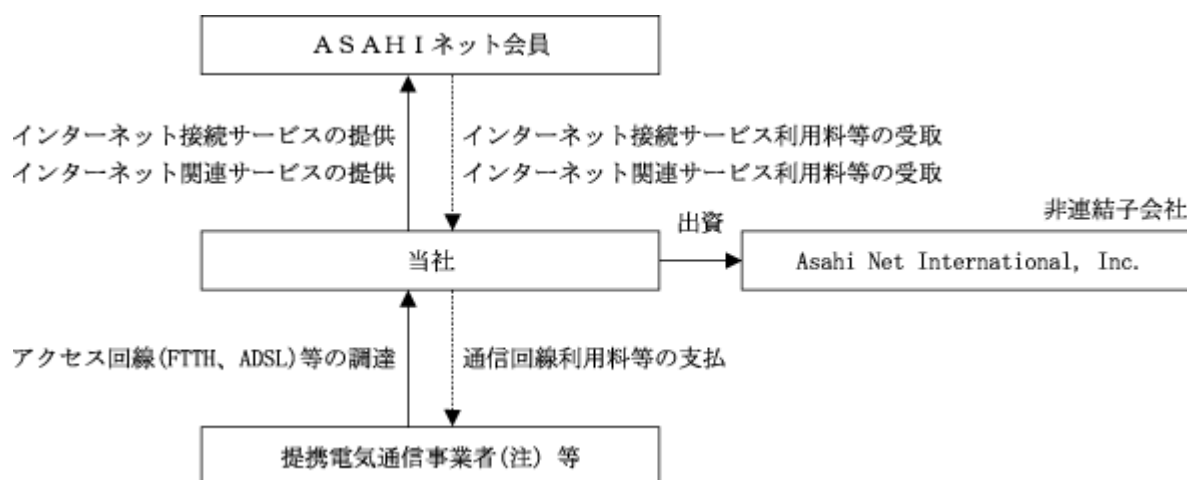 ＡＳＡＨＩネット会員
インターネット接続サービスの提供
インターネット関連サービスの提供
インターネット接続サービス利用料等の受取
インターネット関連サービス利用料等の受取
出資
非連結子会社
当社
Asahi Net International, Inc.
アクセス回線(FTTH、ADSL)等の調達
通信回線利用料等の支払
提携電気通信事業者(注) 等